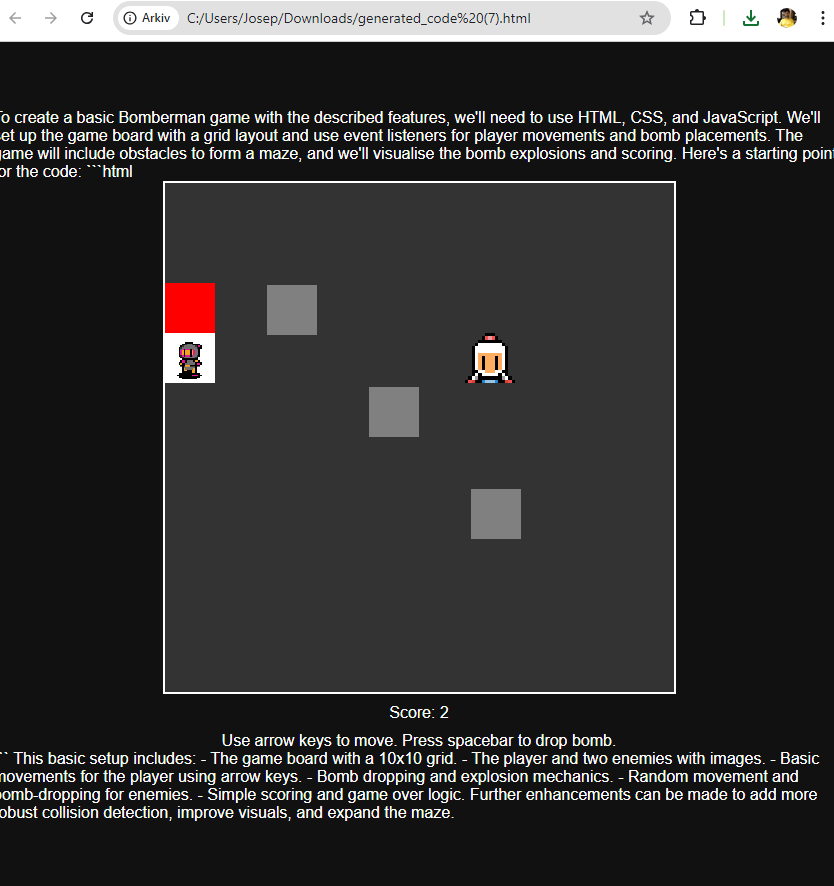 Arkiv
C:/Users/Josep/Downloads/generated_code%20(7).html
To create a basic Bomberman game with the described features, we'll need to use HTML, CSS, and JavaScript. We'll
set up the game board with a grid layout and use event listeners for player movements and bomb placements. The
game will include obstacles to form a maze, and we'll visualise the bomb explosions and scoring. Here's a starting point
for the code: ```html
Score: 2
Use arrow keys to move. Press spacebar to drop bomb.
`` This basic setup includes: - The game board with a 10x10 grid. - The player and two enemies with images. - Basic
movements for the player using arrow keys. - Bomb dropping and explosion mechanics. - Random movement and
bomb-dropping for enemies. - Simple scoring and game over logic. Further enhancements can be made to add more
robust collision detection, improve visuals, and expand the maze.